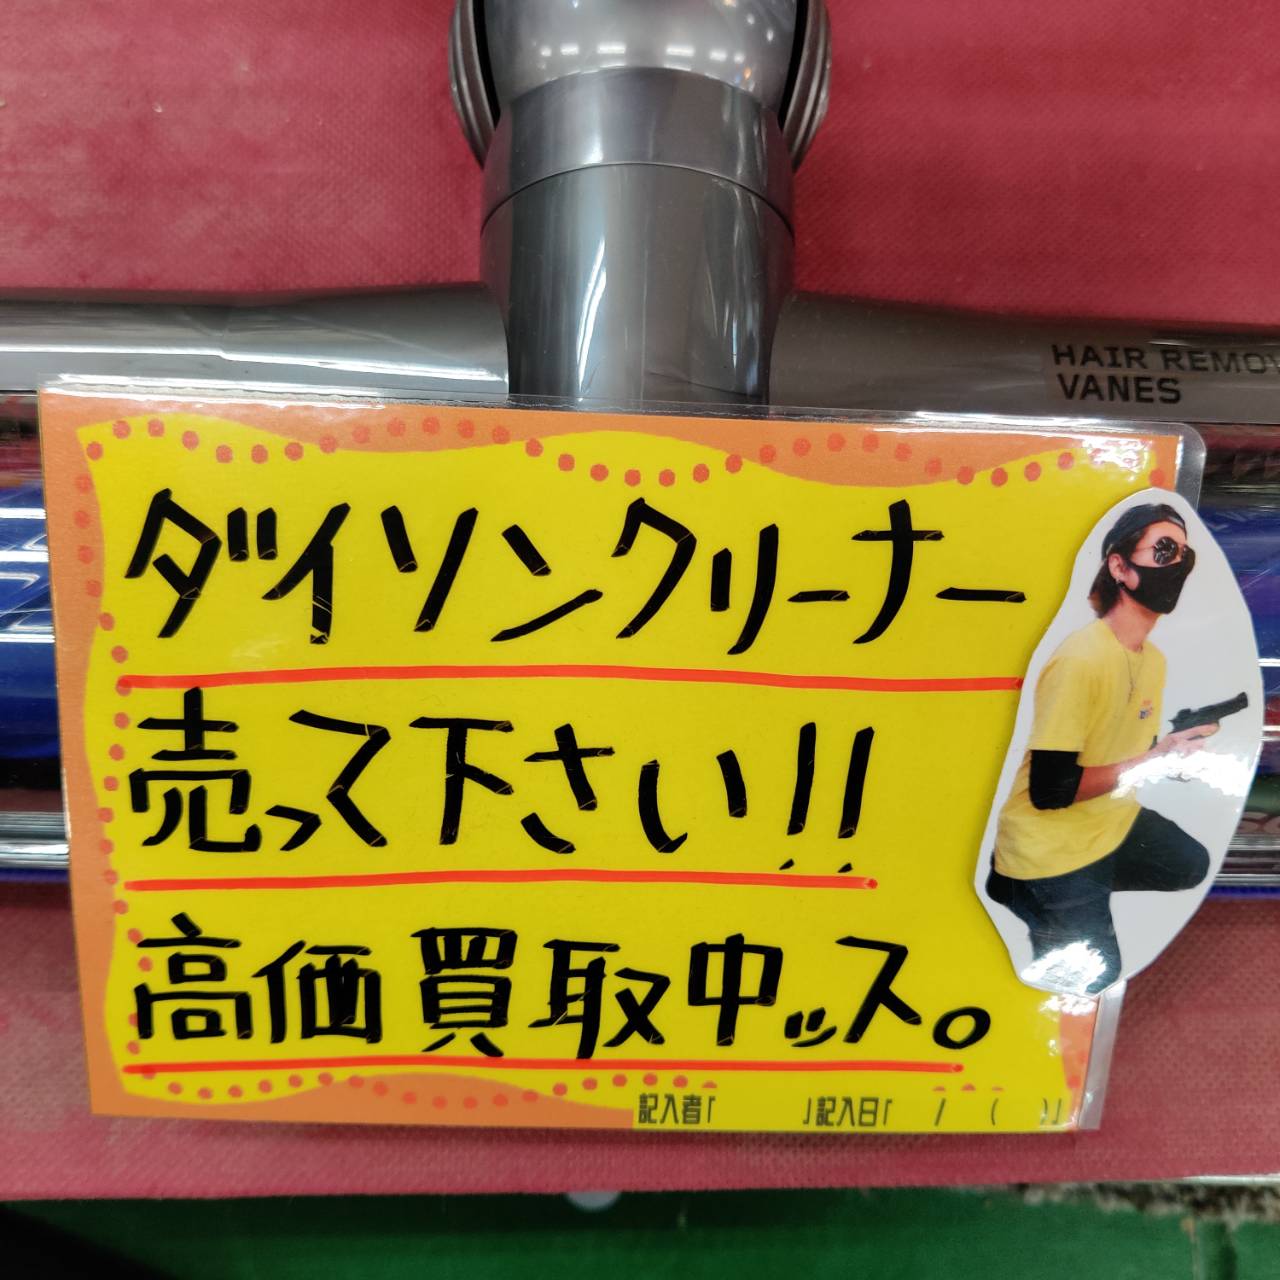 HAIR REMOV
VANES
ダイソンクリーナー
売って下さい!!
高価買取中ッス。
記入者「 」記入日「 / ( )」